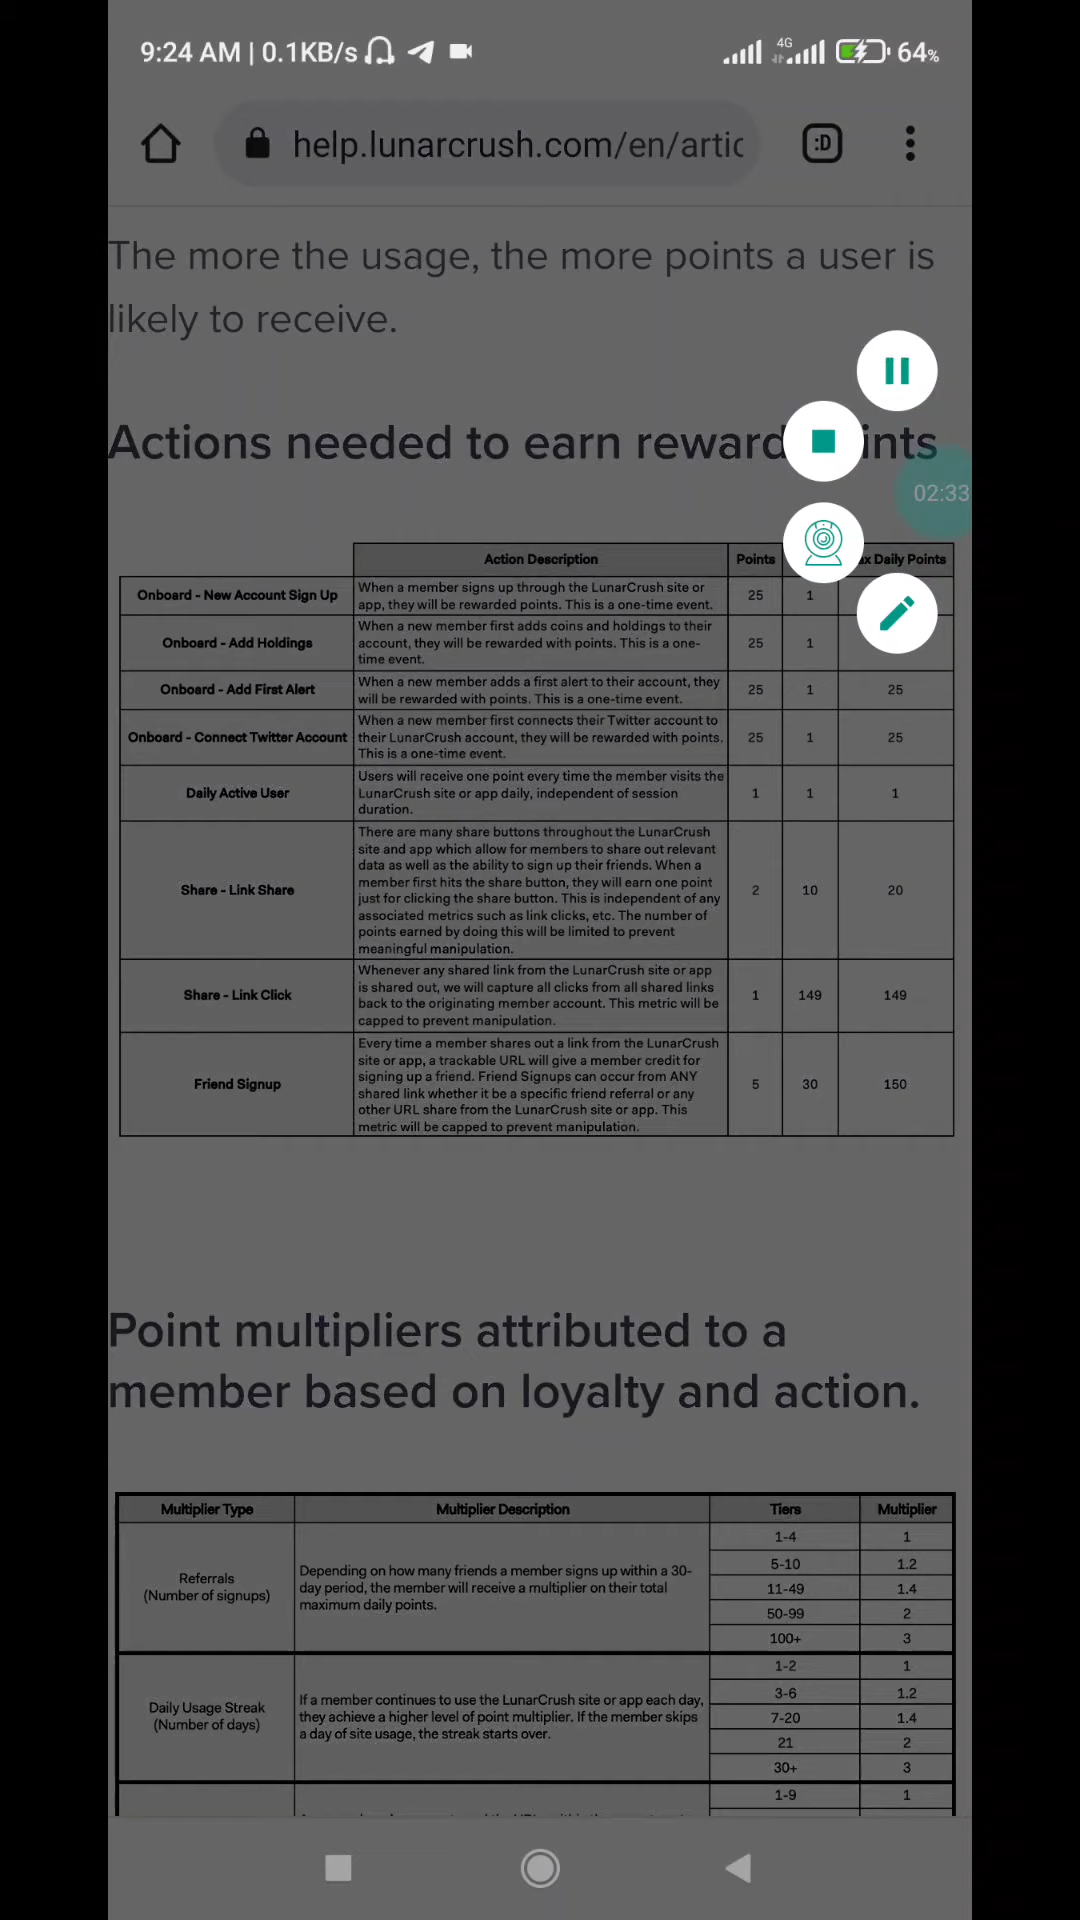 9:24 AM | 0.1KB/s 4G 64%
help.lunarcrush.com/en/artic :D
The more the usage, the more points a user is
likely to receive.
Actions needed to earn reward ints
02:33
Action Description Points x Daily Points
Onboard - New Account Sign Up
When a member signs up through the LunarCrush site or
app, they will be rewarded points. This is a one-time event.
25 1
Onboard - Add Holdings
When a new member first adds coins and holdings to their
account, they will be rewarded with points. This is a one-
time event.
25 1
Onboard - Add First Alert
When a new member adds a first alert to their account, they
will be rewarded with points. This is a one-time event.
25 1 25
Onboard - Connect Twitter Account
When a new member first connects their Twitter account to
their LunarCrush account, they will be rewarded with points.
This is a one-time event.
25 1 25
Daily Active User
Users will receive one point every time the member visits the
LunarCrush site or app daily, independent of session
duration.
1 1 1
Share - Link Share
There are many share buttons throughout the LunarCrush
site and app which allow for members to share out relevant
data as well as the ability to sign up their friends. When a
member first hits the share button, they will earn one point
just for clicking the share button. This is independent of any
associated metrics such as link clicks, etc. The number of
points earned by doing this will be limited to prevent
meaningful manipulation.
2 10 20
Share - Link Click
Whenever any shared link from the LunarCrush site or app
is shared out, we will capture all clicks from all shared links
back to the originating member account. This metric will be
capped to prevent manipulation.
1 149 149
Friend Signup
Every time a member shares out a link from the LunarCrush
site or app, a trackable URL will give a member credit for
signing up a friend. Friend Signups can occur from ANY
shared link whether it be a specific friend referral or any
other URL share from the LunarCrush site or app. This
metric will be capped to prevent manipulation.
5 30 150
Point multipliers attributed to a
member based on loyalty and action.
Multiplier Type Multiplier Description Tiers Multiplier
Referrals
(Number of signups)
Depending on how many friends a member signs up within a 30-
day period, the member will receive a multiplier on their total
maximum daily points.
1-4 1
5-10 1.2
11-49 1.4
50-99 2
100+ 3
Daily Usage Streak
(Number of days)
If a member continues to use the LunarCrush site or app each day,
they achieve a higher level of point multiplier. If the member skips
a day of site usage, the streak starts over.
1-2 1
3-6 1.2
7-20 1.4
21 2
30+ 3
1-9 1